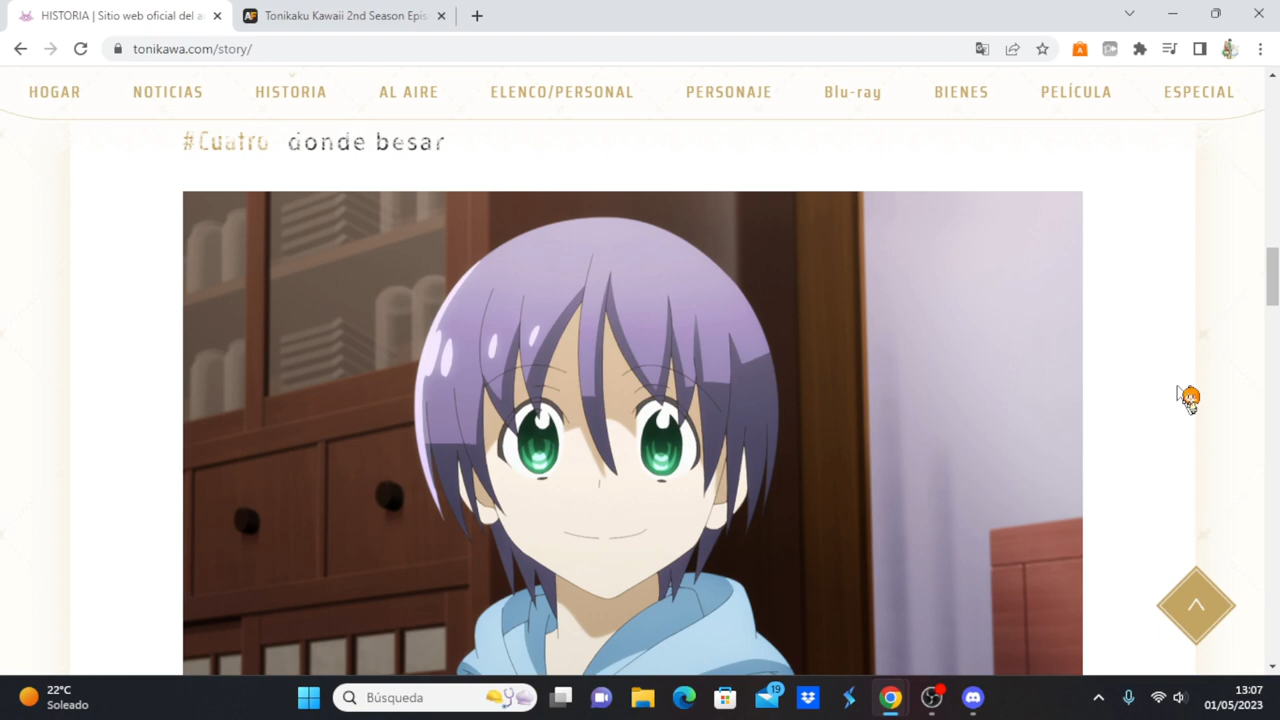 HISTORIA | Sitio web oficial del a
Tonikaku Kawaii 2nd Season Epis
tonikawa.com/story/
HOGAR NOTICIAS HISTORIA AL AIRE ELENCO/PERSONAL PERSONAJE Blu-ray BIENES PELÍCULA ESPECIAL
#Cuatro donde besar
22°C
Soleado
Búsqueda
19
13:07
01/05/2023